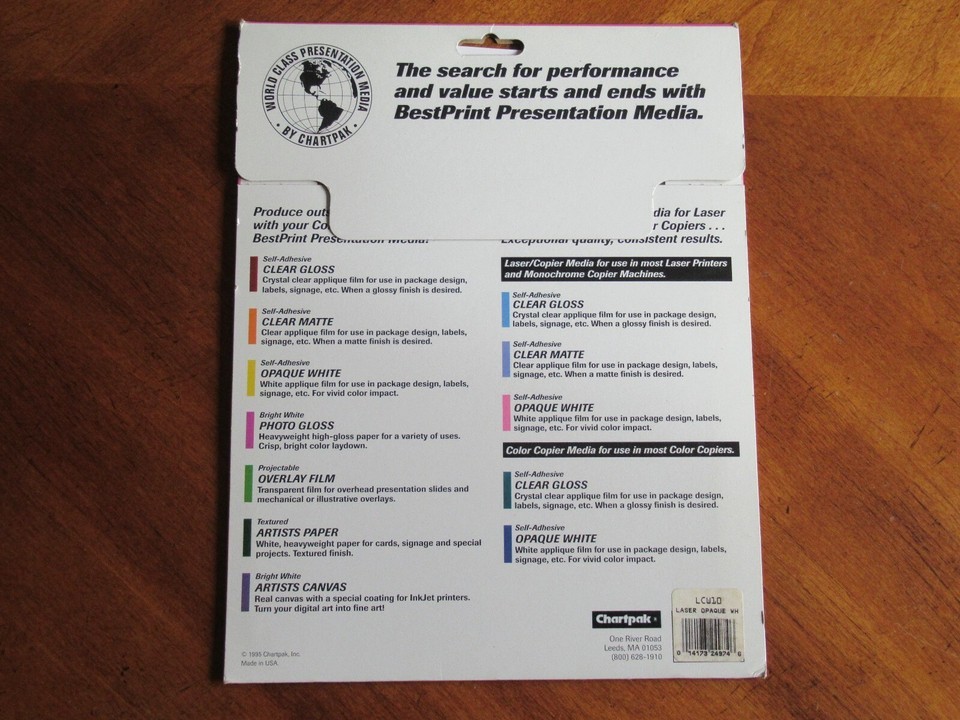 WORLD CLASS PRESENTATION MEDIA
• BY CHARTPAK •
The search for performance
and value starts and ends with
BestPrint Presentation Media.
Produce
with your
BestPrint Presentation Media!
Self-Adhesive
CLEAR GLOSS
Crystal clear applique film for use in package design,
labels, signage, etc. When a glossy finish is desired.
Self-Adhesive
CLEAR MATTE
Clear applique film for use in package design, labels,
signage, etc. When a matte finish is desired.
Self-Adhesive
OPAQUE WHITE
White applique film for use in package design, labels,
signage, etc. For vivid color impact.
Bright White
PHOTO GLOSS
Heavyweight high-gloss paper for a variety of uses.
Crisp, bright color laydown.
Projectable
OVERLAY FILM
Transparent film for overhead presentation slides and
mechanical or illustrative overlays.
Textured
ARTISTS PAPER
White, heavyweight paper for cards, signage and special
projects. Textured finish.
Bright White
ARTISTS CANVAS
Real canvas with a special coating for InkJet printers.
Turn your digital art into fine art!
© 1995 Chartpak, Inc.
Made in USA.
dia for Laser
r Copiers . . .
Exceptional quality, consistent results.
Laser/Copier Media for use in most Laser Printers
and Monochrome Copier Machines.
Self-Adhesive
CLEAR GLOSS
Crystal clear applique film for use in package design,
labels, signage, etc. When a glossy finish is desired.
Self-Adhesive
CLEAR MATTE
Clear applique film for use in package design, labels,
signage, etc. When a matte finish is desired.
Self-Adhesive
OPAQUE WHITE
White applique film for use in package design, labels,
signage, etc. For vivid color impact.
Color Copier Media for use in most Color Copiers.
Self-Adhesive
CLEAR GLOSS
Crystal clear applique film for use in package design,
labels, signage, etc. When a glossy finish is desired.
Self-Adhesive
OPAQUE WHITE
White applique film for use in package design, labels,
signage, etc. For vivid color impact.
Chartpak
One River Road
Leeds, MA 01053
(800) 628-1910
LCW10
LASER OPAQUE WH
0 14173 24974 6